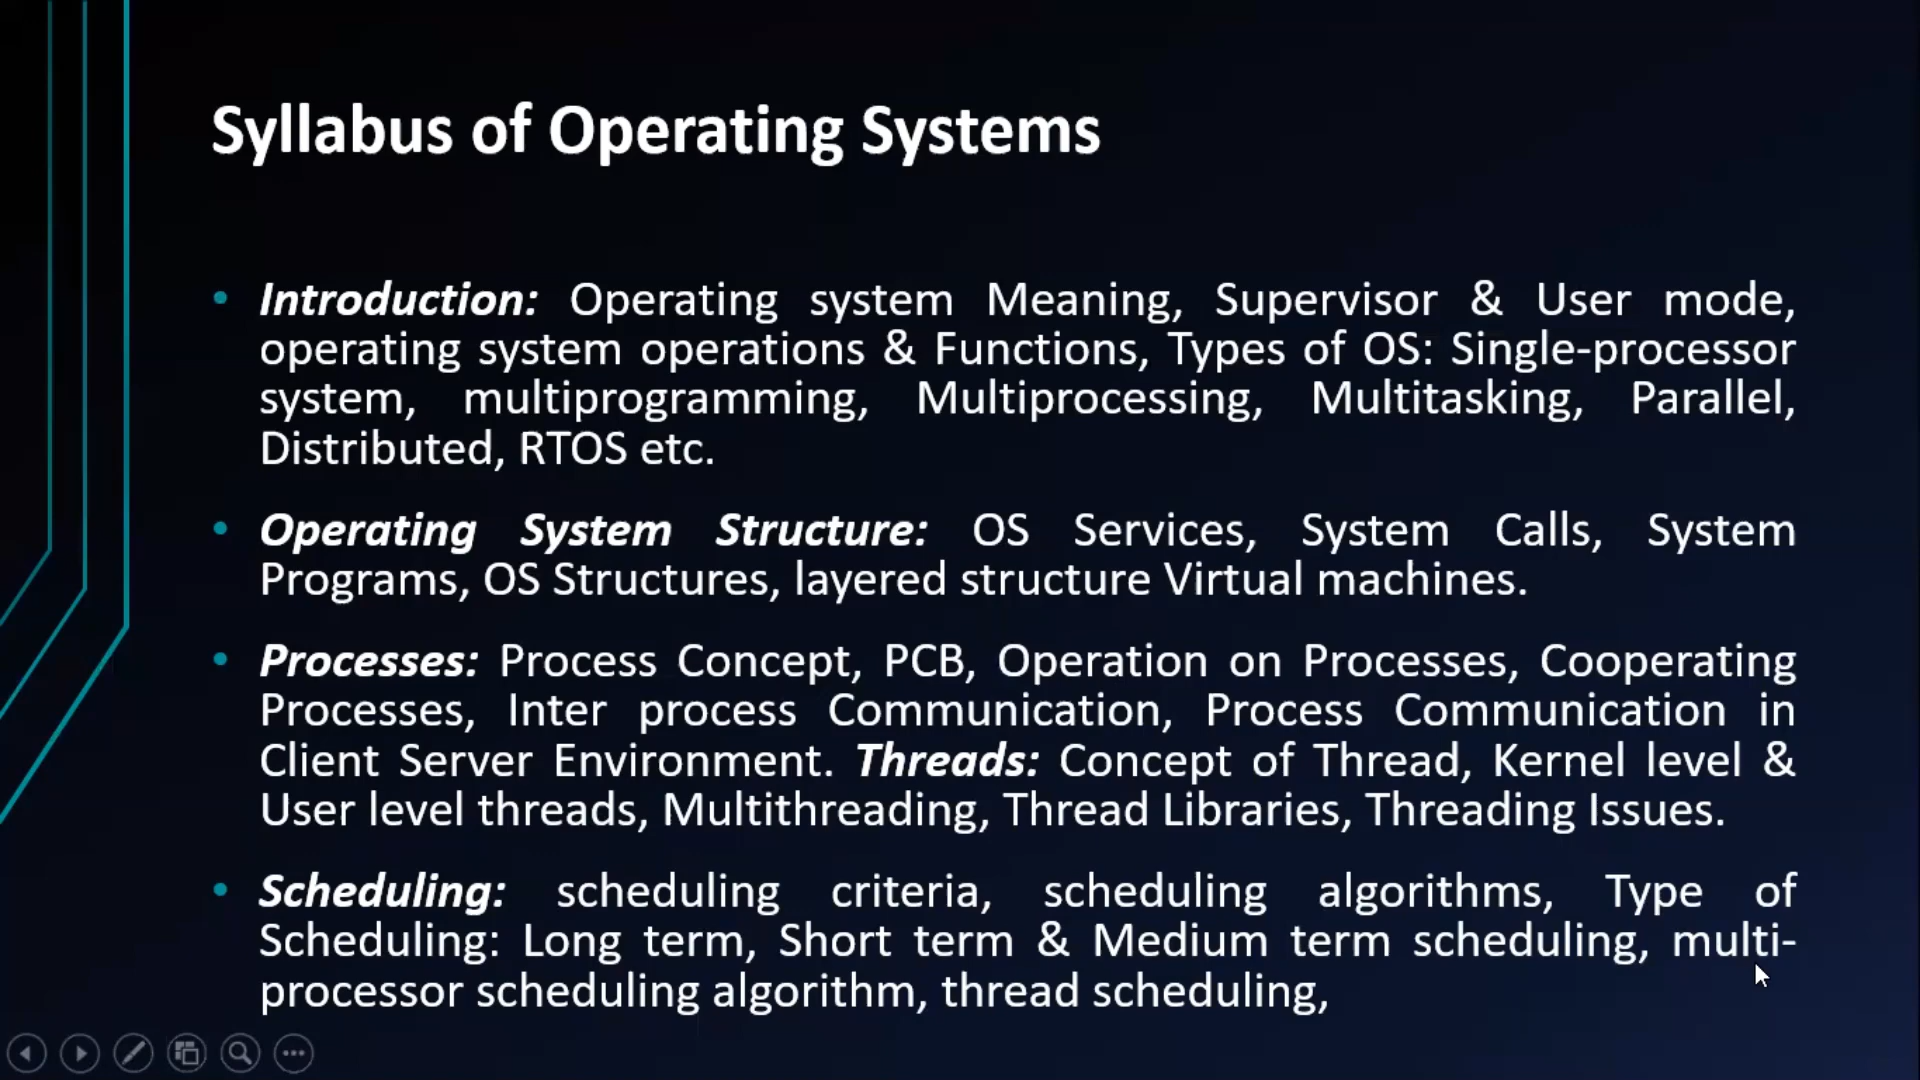 Syllabus of Operating Systems
• Introduction: Operating system Meaning, Supervisor & User mode,
operating system operations & Functions, Types of OS: Single-processor
system, multiprogramming, Multiprocessing, Multitasking, Parallel,
Distributed, RTOS etc.
• Operating System Structure: OS Services, System Calls, System
Programs, OS Structures, layered structure Virtual machines.
• Processes: Process Concept, PCB, Operation on Processes, Cooperating
Processes, Inter process Communication, Process Communication in
Client Server Environment. Threads: Concept of Thread, Kernel level &
User level threads, Multithreading, Thread Libraries, Threading Issues.
• Scheduling: scheduling criteria, scheduling algorithms, Type of
Scheduling: Long term, Short term & Medium term scheduling, multi-
processor scheduling algorithm, thread scheduling,